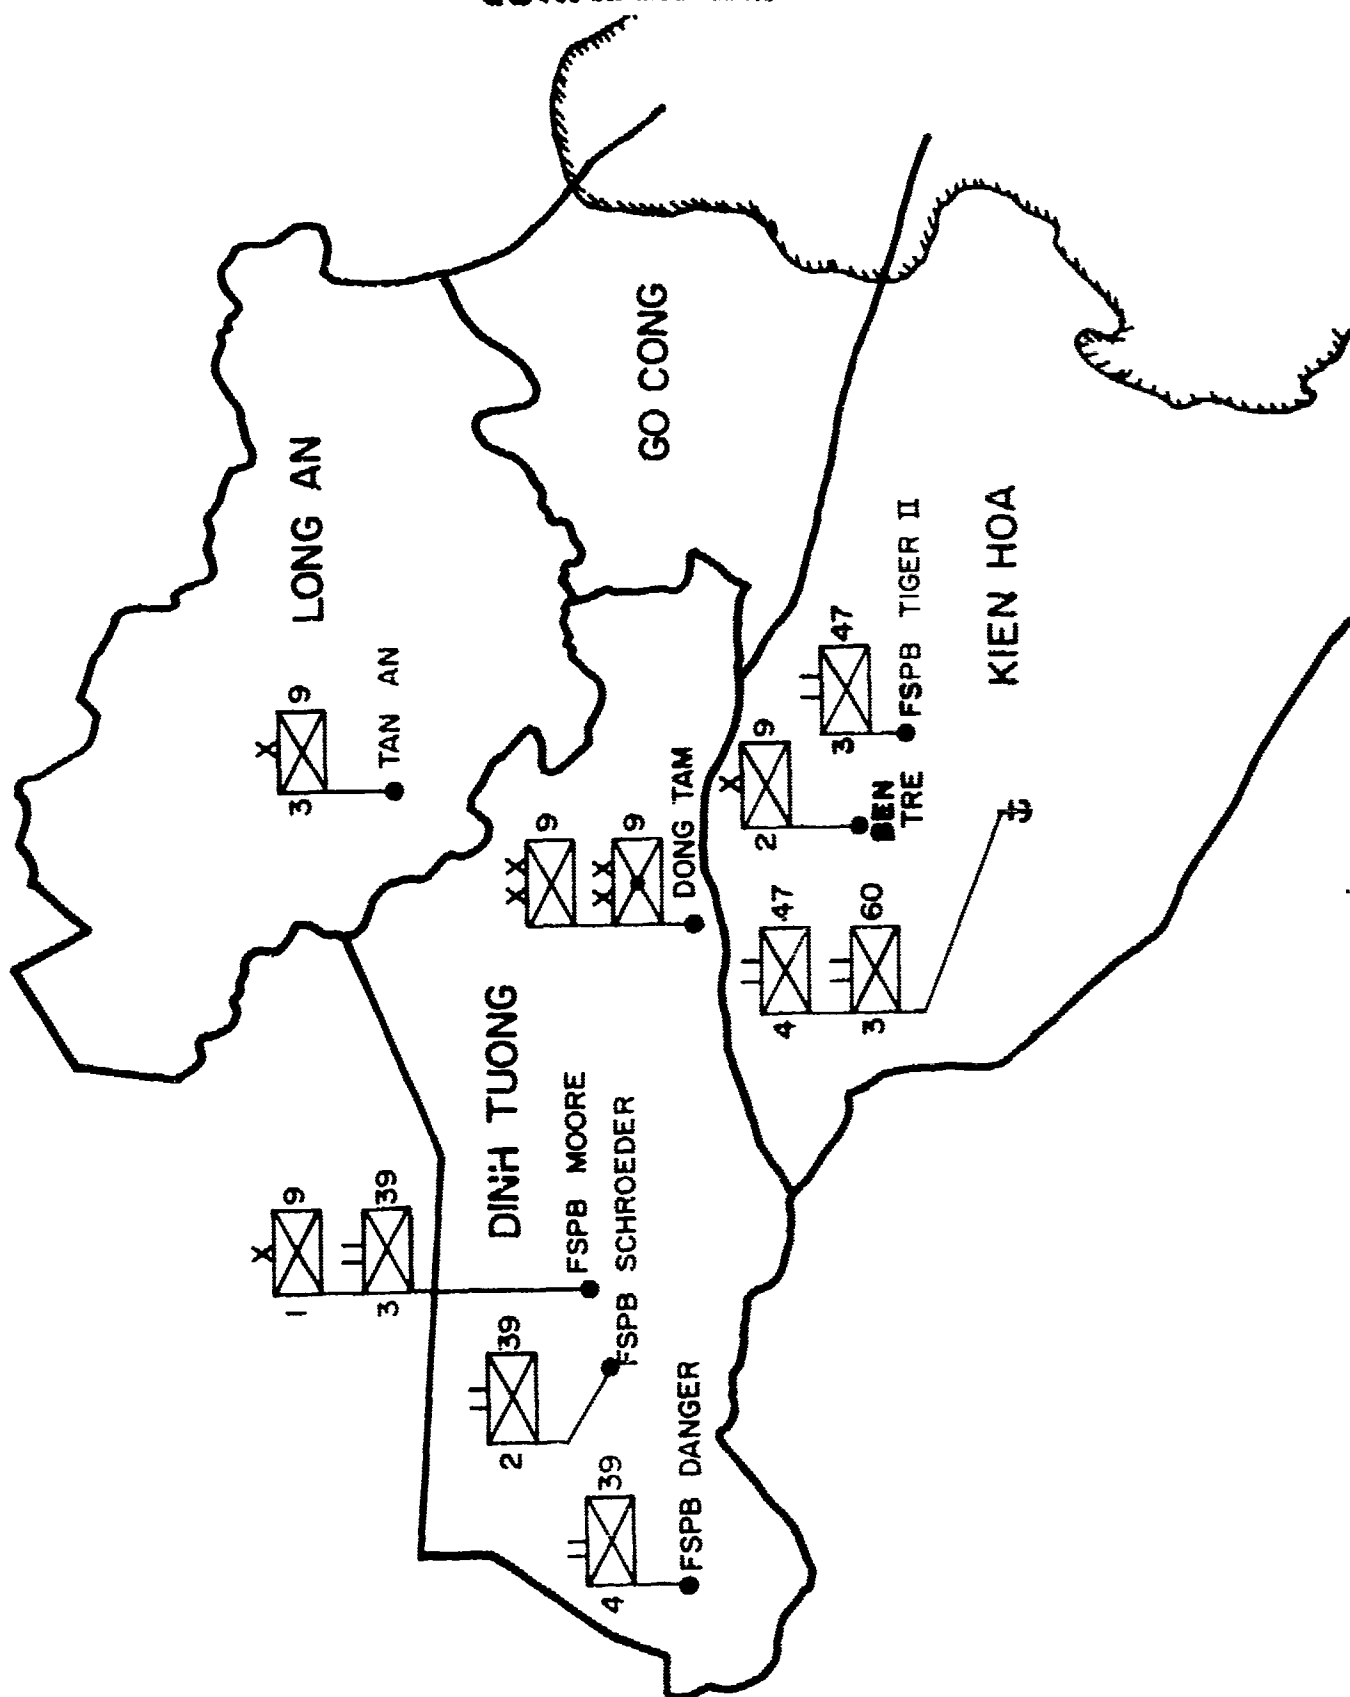 LONG AN
3 9
TAN AN
GO CONG
1 9
3 39
DINH TUONG
FSPB MOORE
2 39
FSPB SCHROEDER
4 39
FSPB DANGER
9
9
DONG TAM
2 9
BEN
TRE
3 47
FSPB TIGER II
4 47
3 60
KIEN HOA